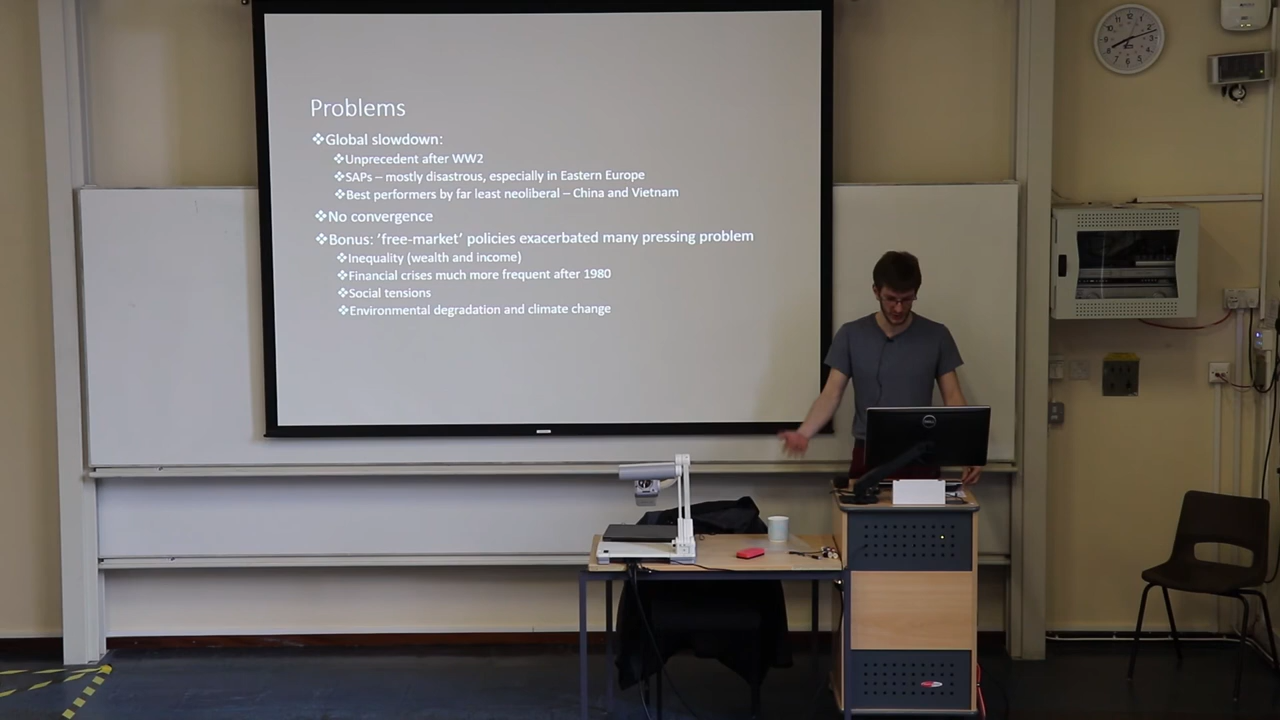 Problems
❖Global slowdown:
❖Unprecedent after WW2
❖SAPs – mostly disastrous, especially in Eastern Europe
❖Best performers by far least neoliberal – China and Vietnam
❖No convergence
❖Bonus: 'free-market' policies exacerbated many pressing problem
❖Inequality (wealth and income)
❖Financial crises much more frequent after 1980
❖Social tensions
❖Environmental degradation and climate change
DELL